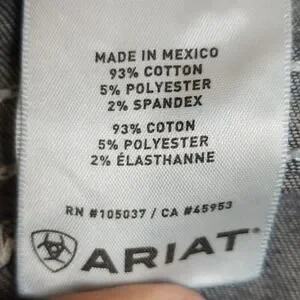 MADE IN MEXICO
93% COTTON
5% POLYESTER
2% SPANDEX
93% COTON
5% POLYESTER
2% ÉLASTHANNE
RN #105037 / CA #45953
ARIAT